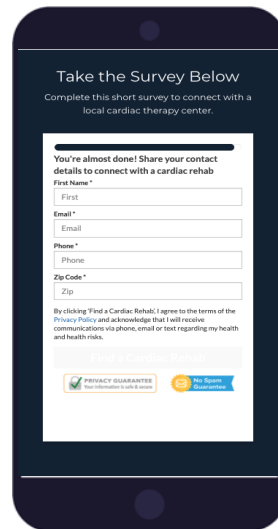 Take the Survey Below
Complete this short survey to connect with a
local cardiac therapy center.
You're almost done! Share your contact
details to connect with a cardiac rehab
First Name *
First
Email *
Email
Phone *
Phone
Zip Code *
Zip
By clicking 'Find a Cardiac Rehab', I agree to the terms of the
Privacy Policy and acknowledge that I will receive
communications via phone, email or text regarding my health
and health risks.
Find a Cardiac Rehab
PRIVACY GUARANTEE
Your information is safe & secure
No Spam
Guarantee